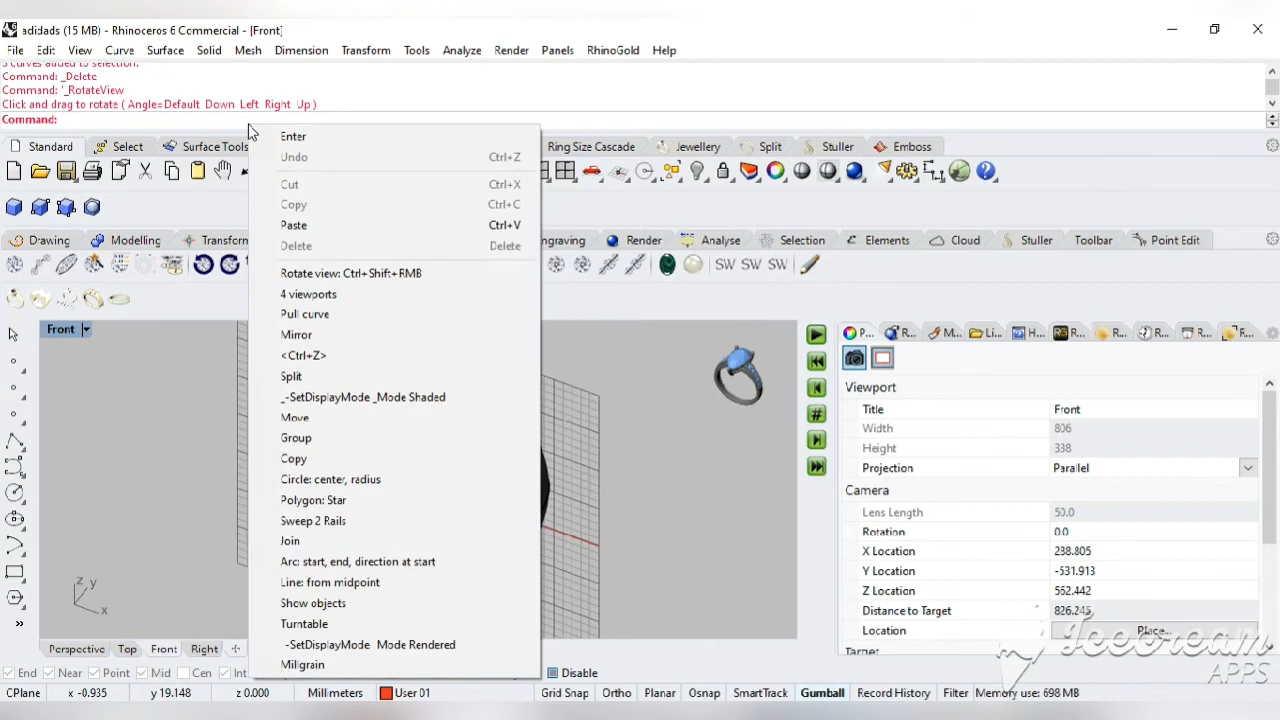 adidads (15 MB) - Rhinoceros 6 Commercial - [Front]
File Edit View Curve Surface Solid Mesh Dimension Transform Tools Analyze Render Panels RhinoGold Help
3 curves added to selection.
Command: _Delete
Command: '_RotateView
Click and drag to rotate ( Angle=Default Down Left Right Up )
Command:
Standard Select Surface Tools Ring Size Cascade Jewellery Split Stuller Emboss
Drawing Modelling Transform Render Analyse Selection Elements Cloud Stuller Toolbar Point Edit
SW SW SW
Enter
Undo Ctrl+Z
Cut Ctrl+X
Copy Ctrl+C
Paste Ctrl+V
Delete Delete
Rotate view: Ctrl+Shift+RMB
4 viewports
Pull curve
Mirror
<Ctrl+Z>
Split
_-SetDisplayMode _Mode Shaded
Move
Group
Copy
Circle: center, radius
Polygon: Star
Sweep 2 Rails
Join
Arc: start, end, direction at start
Line: from midpoint
Show objects
Turntable
-SetDisplayMode Mode Rendered
Millgrain
Front
z y
x
P... R... M... Li... H... R... R... R... R... F...
Viewport
Title Front
Width 806
Height 338
Projection Parallel
Camera
Lens Length 50.0
Rotation 0.0
X Location 238.805
Y Location -531.913
Z Location 562.442
Distance to Target 826.245
Location Place...
Target
Icecream
APPS
Perspective Top Front Right
End Near Point Mid Cen Int Disable
CPlane x -0.935 y 19.148 z 0.000 Millimeters User 01 Grid Snap Ortho Planar Osnap SmartTrack Gumball Record History Filter Memory use: 698 MB